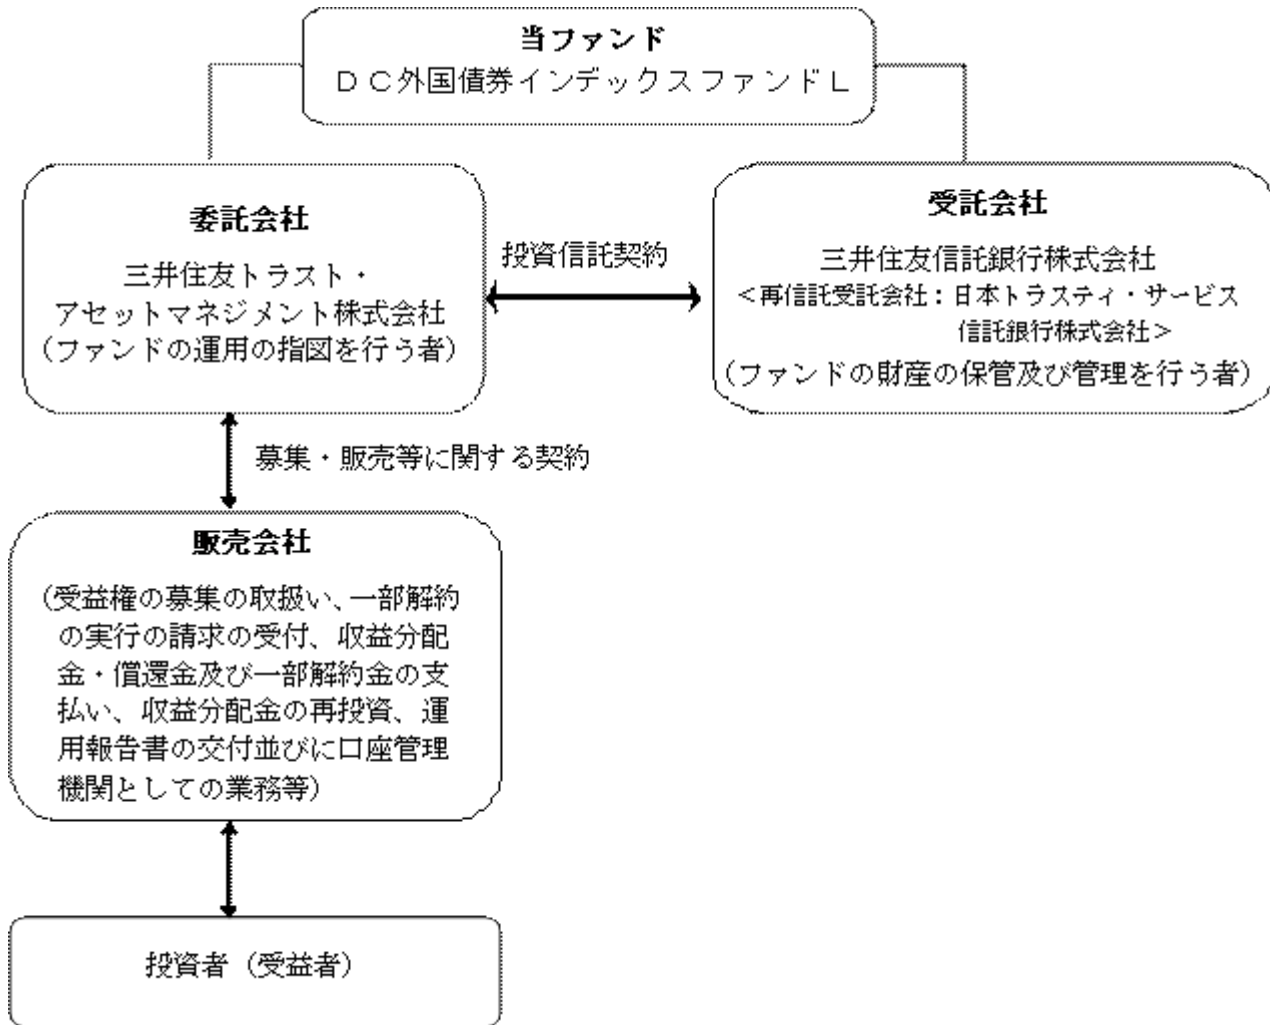 当ファンド
ＤＣ外国債券インデックスファンドＬ
委託会社
三井住友トラスト・
アセットマネジメント株式会社
（ファンドの運用の指図を行う者）
投資信託契約
受託会社
三井住友信託銀行株式会社
＜再信託受託会社：日本トラスティ・サービス
信託銀行株式会社＞
（ファンドの財産の保管及び管理を行う者）
募集・販売等に関する契約
販売会社
（受益権の募集の取扱い、一部解約
の実行の請求の受付、収益分配
金・償還金及び一部解約金の支
払い、収益分配金の再投資、運
用報告書の交付並びに口座管理
機関としての業務等）
投資者（受益者）